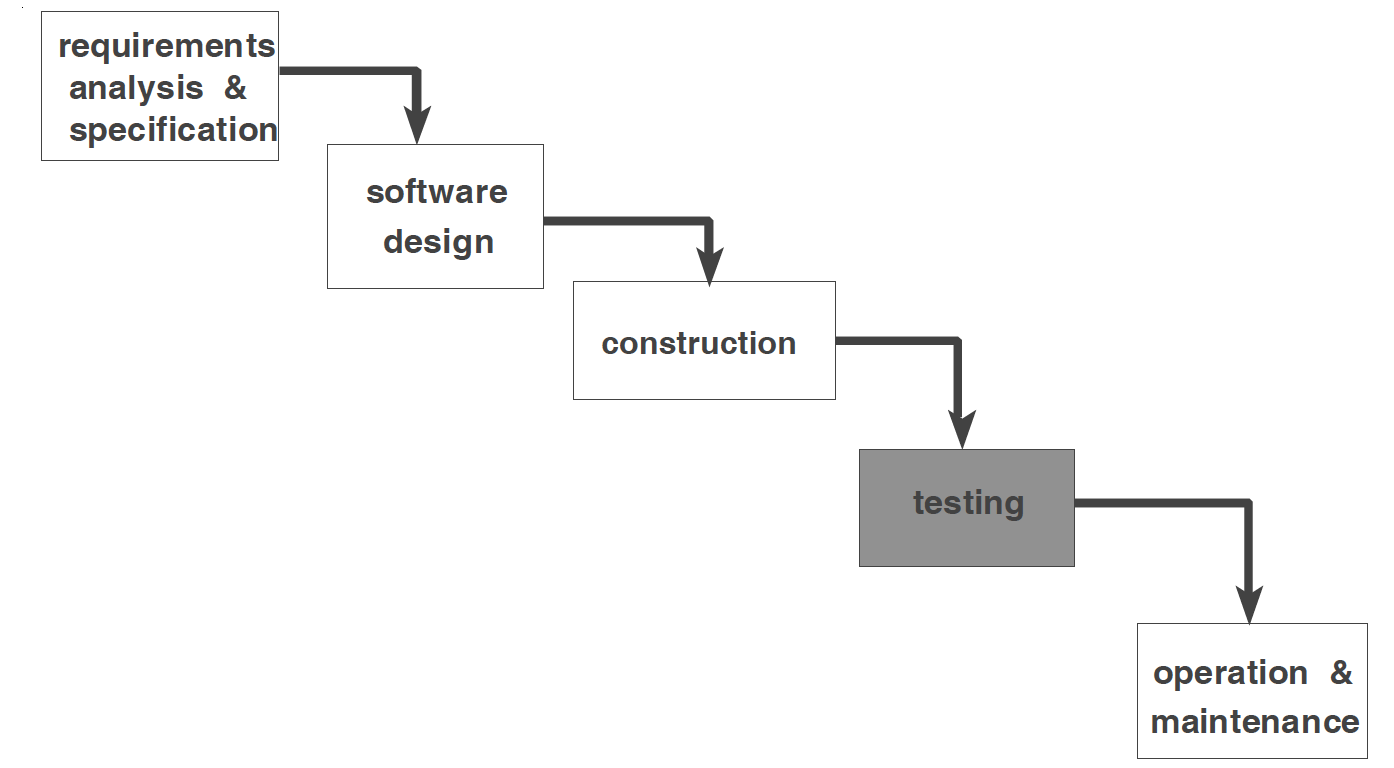 requirements
analysis &
specification
software
design
construction
testing
operation &
maintenance